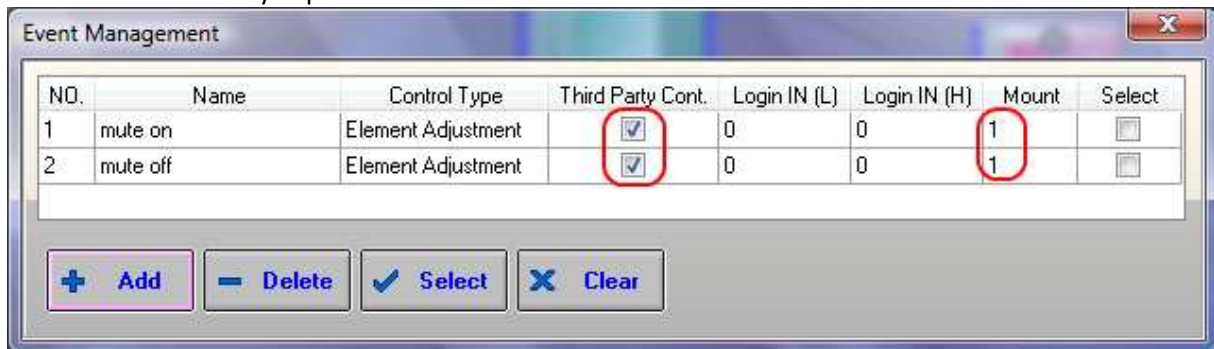 Event Management
NO. Name Control Type Third Party Cont. Login IN (L) Login IN (H) Mount Select
1 mute on Element Adjustment 0 0 1
2 mute off Element Adjustment 0 0 1
Add Delete Select Clear